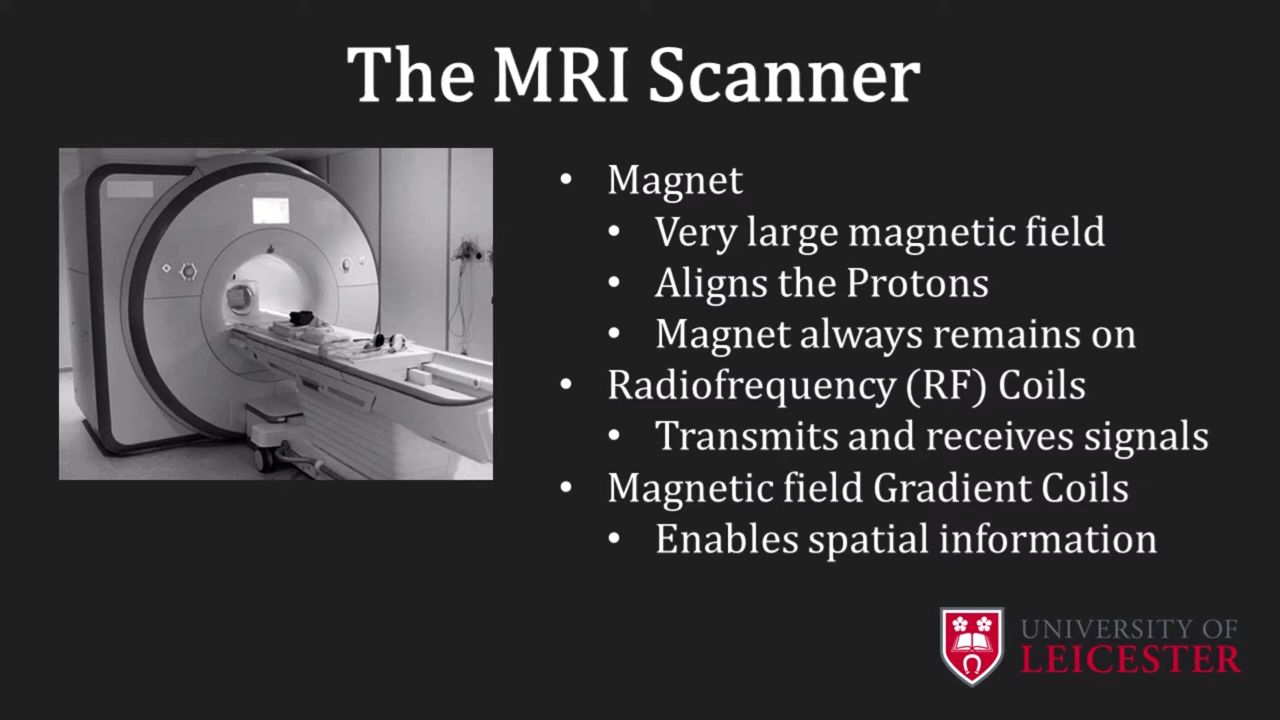 The MRI Scanner
• Magnet
• Very large magnetic field
• Aligns the Protons
• Magnet always remains on
• Radiofrequency (RF) Coils
• Transmits and receives signals
• Magnetic field Gradient Coils
• Enables spatial information
UNIVERSITY OF
LEICESTER